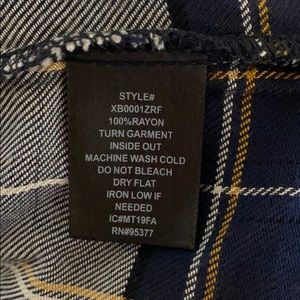 STYLE#
XB0001ZRF
100%RAYON
TURN GARMENT
INSIDE OUT
MACHINE WASH COLD
DO NOT BLEACH
DRY FLAT
IRON LOW IF
NEEDED
IC#MT19FA
RN#95377